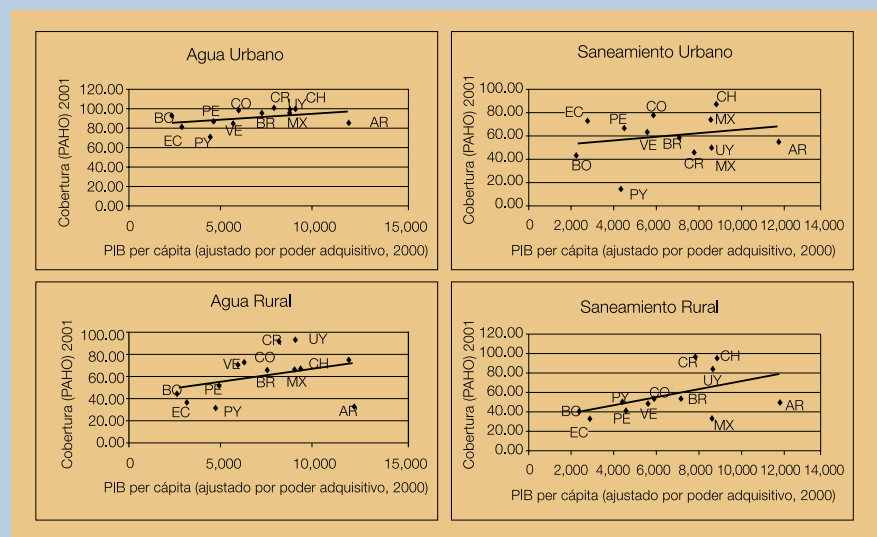 Agua Urbano
Cobertura (PAHO) 2001
120.00
100.00
80.00
60.00
40.00
20.00
0.00
BO
EC
PE
PY
CO
VE
CR
BR
UY
CH
MX
AR
0
5,000
10,000
15,000
PIB per cápita (ajustado por poder adquisitivo, 2000)
Saneamiento Urbano
Cobertura (PAHO) 2001
100.00
80.00
60.00
40.00
20.00
0.00
EC
BO
PE
PY
CO
VE
BR
CR
CH
MX
UY
MX
AR
0
2,000
4,000
6,000
8,000
10,000
12,000
14,000
PIB per cápita (ajustado por poder adquisitivo, 2000)
Agua Rural
Cobertura (PAHO) 2001
100.00
80.00
60.00
40.00
20.00
0.00
BO
EC
PE
PY
VE
CO
CR
BR
UY
CH
MX
AR
0
5,000
10,000
15,000
PIB per cápita (ajustado por poder adquisitivo, 2000)
Saneamiento Rural
Cobertura (PAHO) 2001
120.00
100.00
80.00
60.00
40.00
20.00
0.00
BO
EC
PY
PE
CO
VE
BR
CR
CH
UY
MX
AR
0
2,000
4,000
6,000
8,000
10,000
12,000
14,000
PIB per cápita (ajustado por poder adquisitivo, 2000)